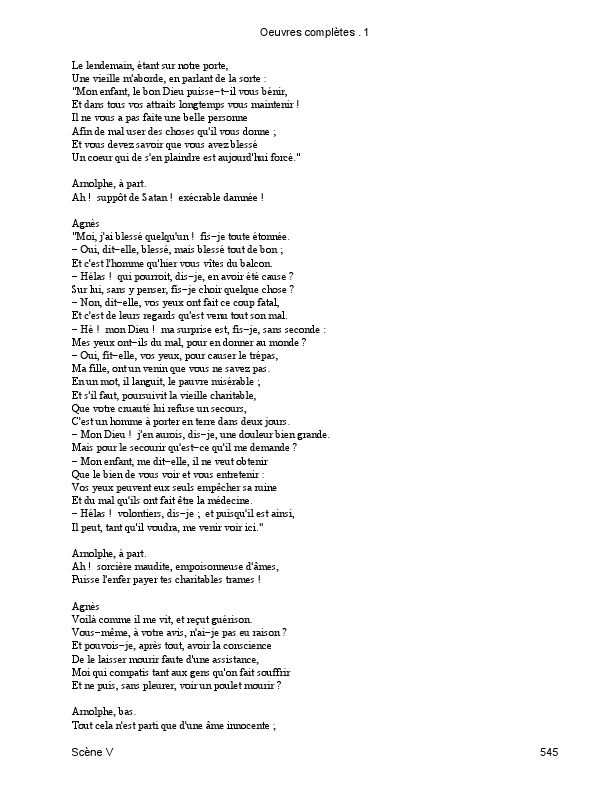 Oeuvres complètes . 1
Le lendemain, étant sur notre porte,
Une vieille m'aborde, en parlant de la sorte :
"Mon enfant, le bon Dieu puisse−t−il vous bénir,
Et dans tous vos attraits longtemps vous maintenir !
Il ne vous a pas faite une belle personne
Afin de mal user des choses qu'il vous donne ;
Et vous devez savoir que vous avez blessé
Un coeur qui de s'en plaindre est aujourd'hui forcé."
Arnolphe, à part.
Ah ! suppôt de Satan ! exécrable damnée !
Agnès
"Moi, j'ai blessé quelqu'un ! fis−je toute étonnée.
− Oui, dit−elle, blessé, mais blessé tout de bon ;
Et c'est l'homme qu'hier vous vîtes du balcon.
− Hélas ! qui pourroit, dis−je, en avoir été cause ?
Sur lui, sans y penser, fis−je choir quelque chose ?
− Non, dit−elle, vos yeux ont fait ce coup fatal,
Et c'est de leurs regards qu'est venu tout son mal.
− Hé ! mon Dieu ! ma surprise est, fis−je, sans seconde :
Mes yeux ont−ils du mal, pour en donner au monde ?
− Oui, fit−elle, vos yeux, pour causer le trépas,
Ma fille, ont un venin que vous ne savez pas.
En un mot, il languit, le pauvre misérable ;
Et s'il faut, poursuivit la vieille charitable,
Que votre cruauté lui refuse un secours,
C'est un homme à porter en terre dans deux jours.
− Mon Dieu ! j'en aurois, dis−je, une douleur bien grande.
Mais pour le secourir qu'est−ce qu'il me demande ?
− Mon enfant, me dit−elle, il ne veut obtenir
Que le bien de vous voir et vous entretenir :
Vos yeux peuvent eux seuls empêcher sa ruine
Et du mal qu'ils ont fait être la médecine.
− Hélas ! volontiers, dis−je ; et puisqu'il est ainsi,
Il peut, tant qu'il voudra, me venir voir ici."
Arnolphe, à part.
Ah ! sorcière maudite, empoisonneuse d'âmes,
Puisse l'enfer payer tes charitables trames !
Agnès
Voilà comme il me vit, et reçut guérison.
Vous−même, à votre avis, n'ai−je pas eu raison ?
Et pouvois−je, après tout, avoir la conscience
De le laisser mourir faute d'une assistance,
Moi qui compatis tant aux gens qu'on fait souffrir
Et ne puis, sans pleurer, voir un poulet mourir ?
Arnolphe, bas.
Tout cela n'est parti que d'une âme innocente ;
Scène V
545